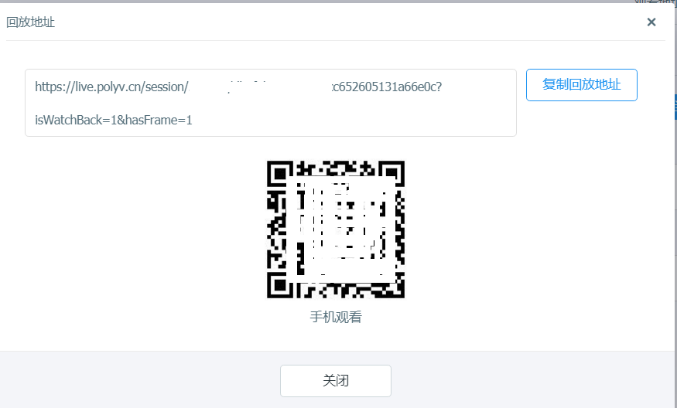 回放地址
https://live.polyv.cn/session/ c652605131a66e0c?
isWatchBack=1&hasFrame=1
复制回放地址
手机观看
关闭